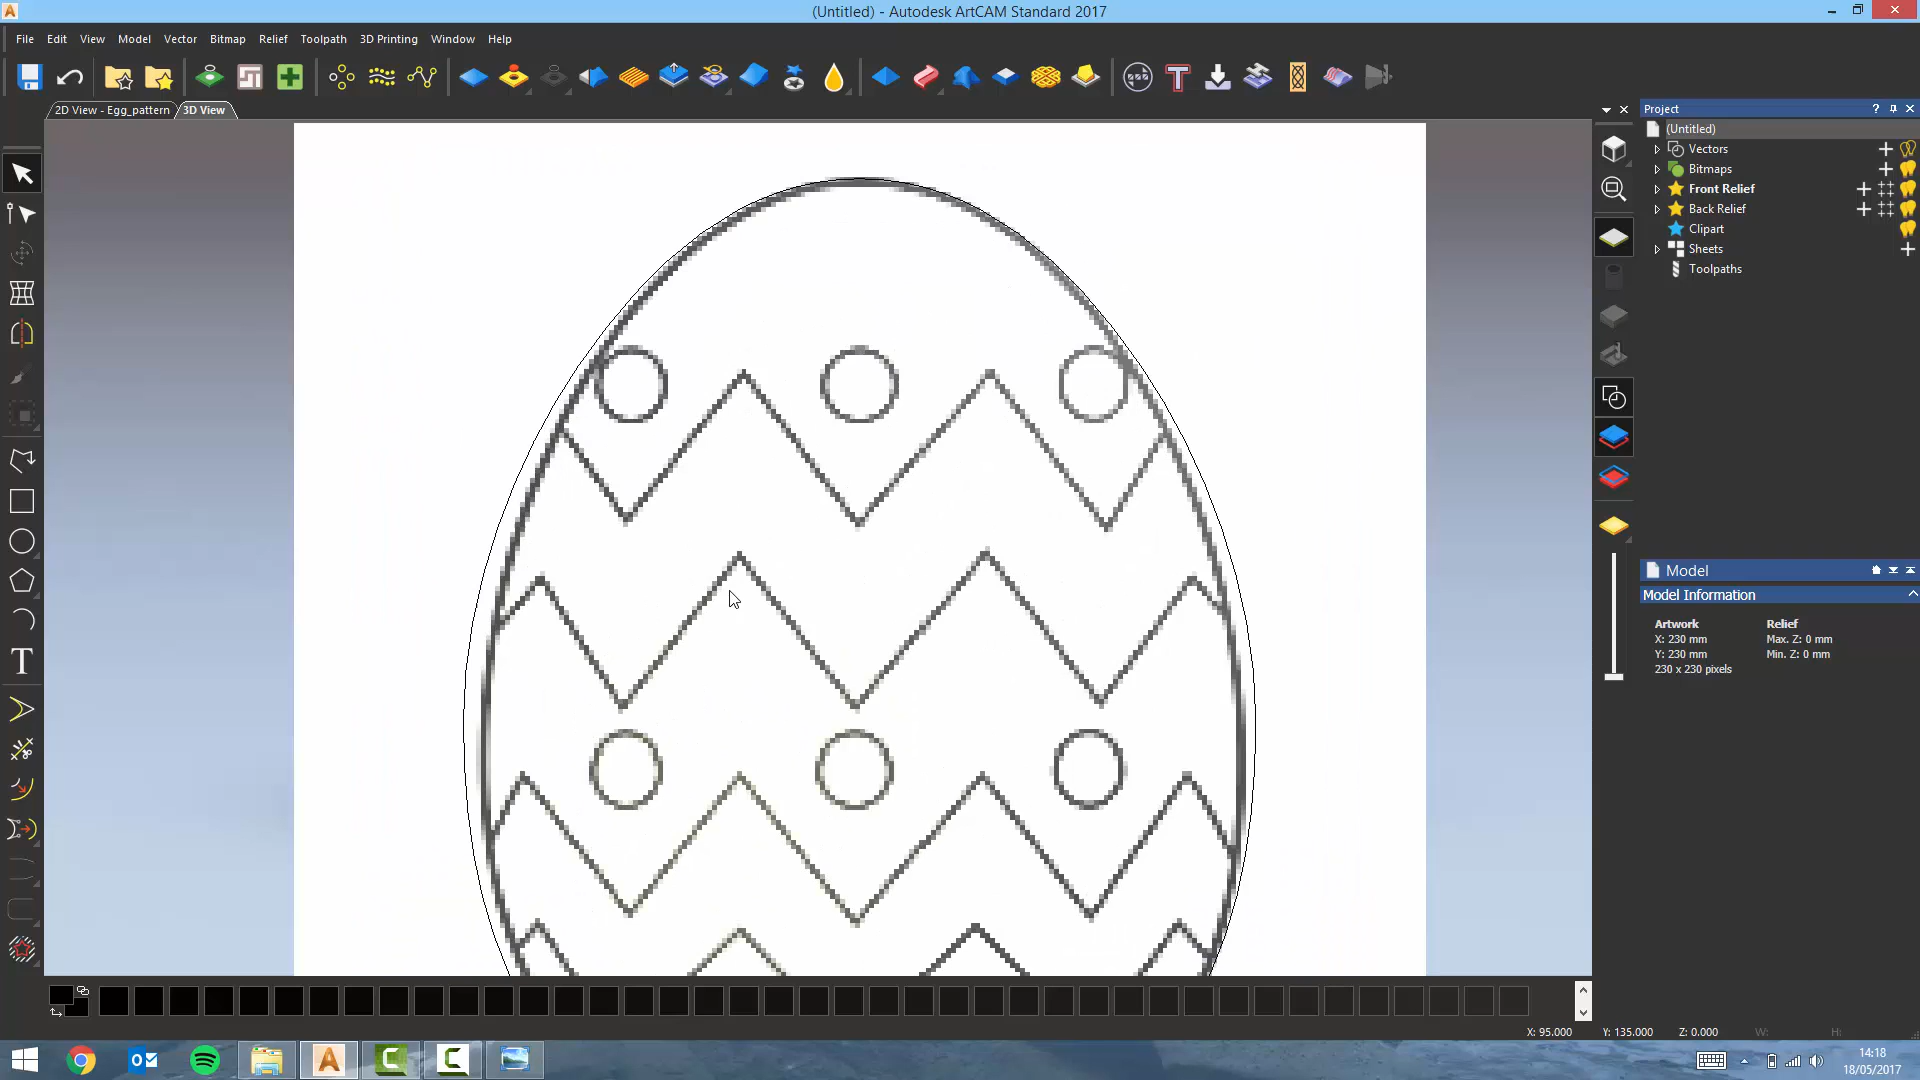 (Untitled) - Autodesk ArtCAM Standard 2017
File Edit View Model Vector Bitmap Relief Toolpath 3D Printing Window Help
2D View - Egg_pattern 3D View
Project
(Untitled)
Vectors
Bitmaps
Front Relief
Back Relief
Clipart
Sheets
Toolpaths
T
Model
Model Information
Artwork Relief
X: 230 mm Max. Z: 0 mm
Y: 230 mm Min. Z: 0 mm
230 x 230 pixels
X: 95.000 Y: 135.000 Z: 0.000 W: H:
14:18
18/05/2017